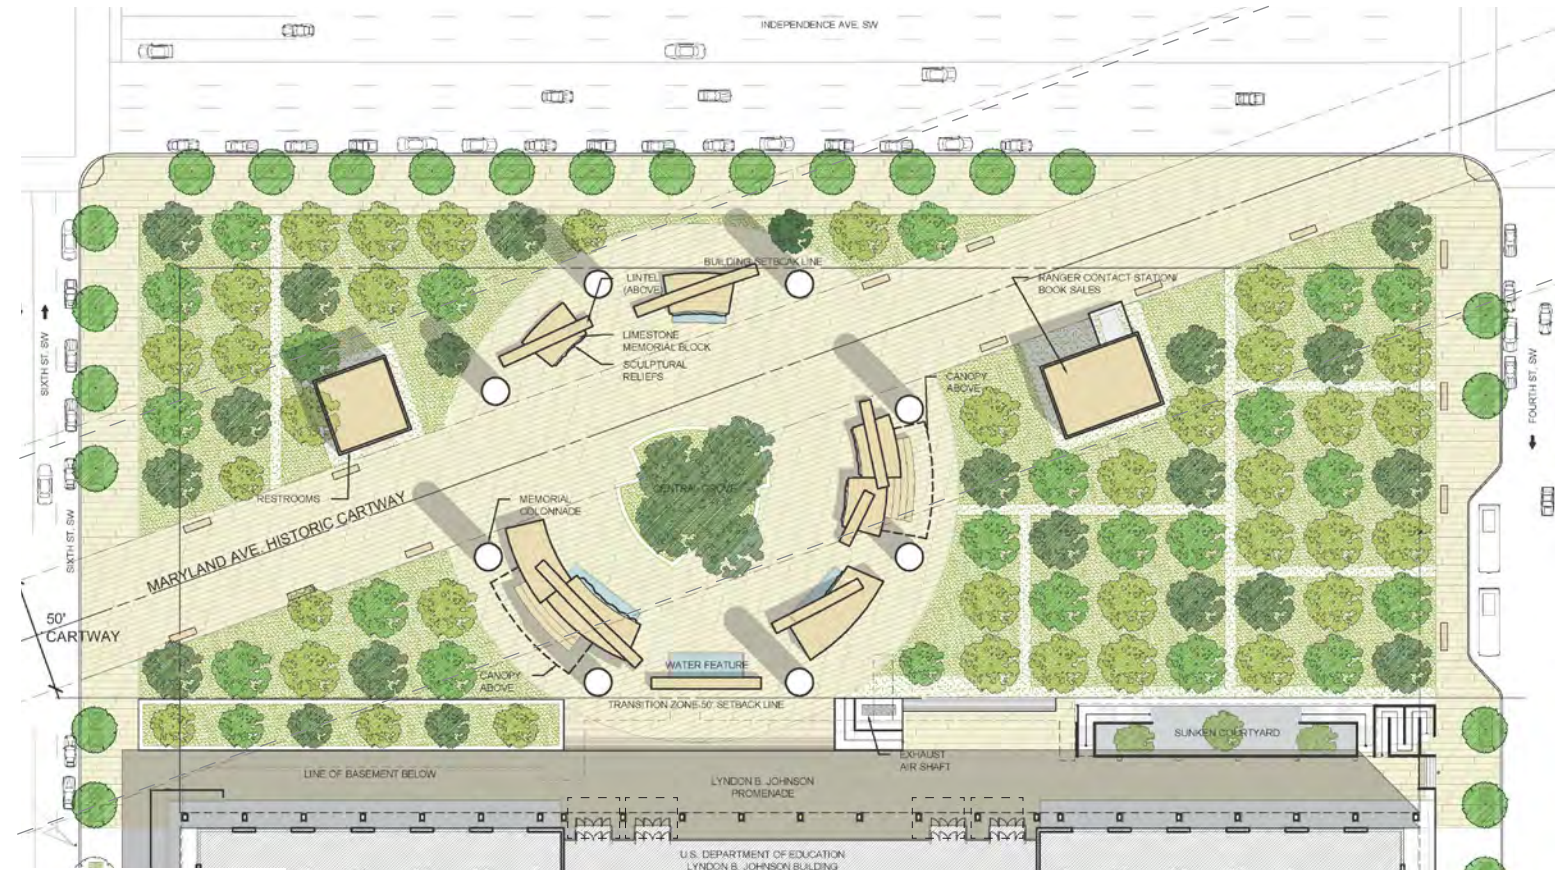 INDEPENDENCE AVE, SW
BUILDING SETBCAK LINE
LINTEL
(ABOVE)
RANGER CONTACT STATION/
BOOK SALES
LIMESTONE
MEMORIAL BLOCK
SCULPTURAL
RELIEFS
CANOPY
ABOVE
SIXTH ST, SW
FOURTH ST, SW
CENTRAL GROVE
RESTROOMS
MEMORIAL
COLONNADE
MARYLAND AVE. HISTORIC CARTWAY
SIXTH ST, SW
50'
CARTWAY
WATER FEATURE
CANOPY
ABOVE
TRANSITION ZONE-50' SETBACK LINE
SUNKEN COURTYARD
EXHAUST
AIR SHAFT
LINE OF BASEMENT BELOW
LYNDON B. JOHNSON
PROMENADE
U.S. DEPARTMENT OF EDUCATION
LYNDON B. JOHNSON BUILDING